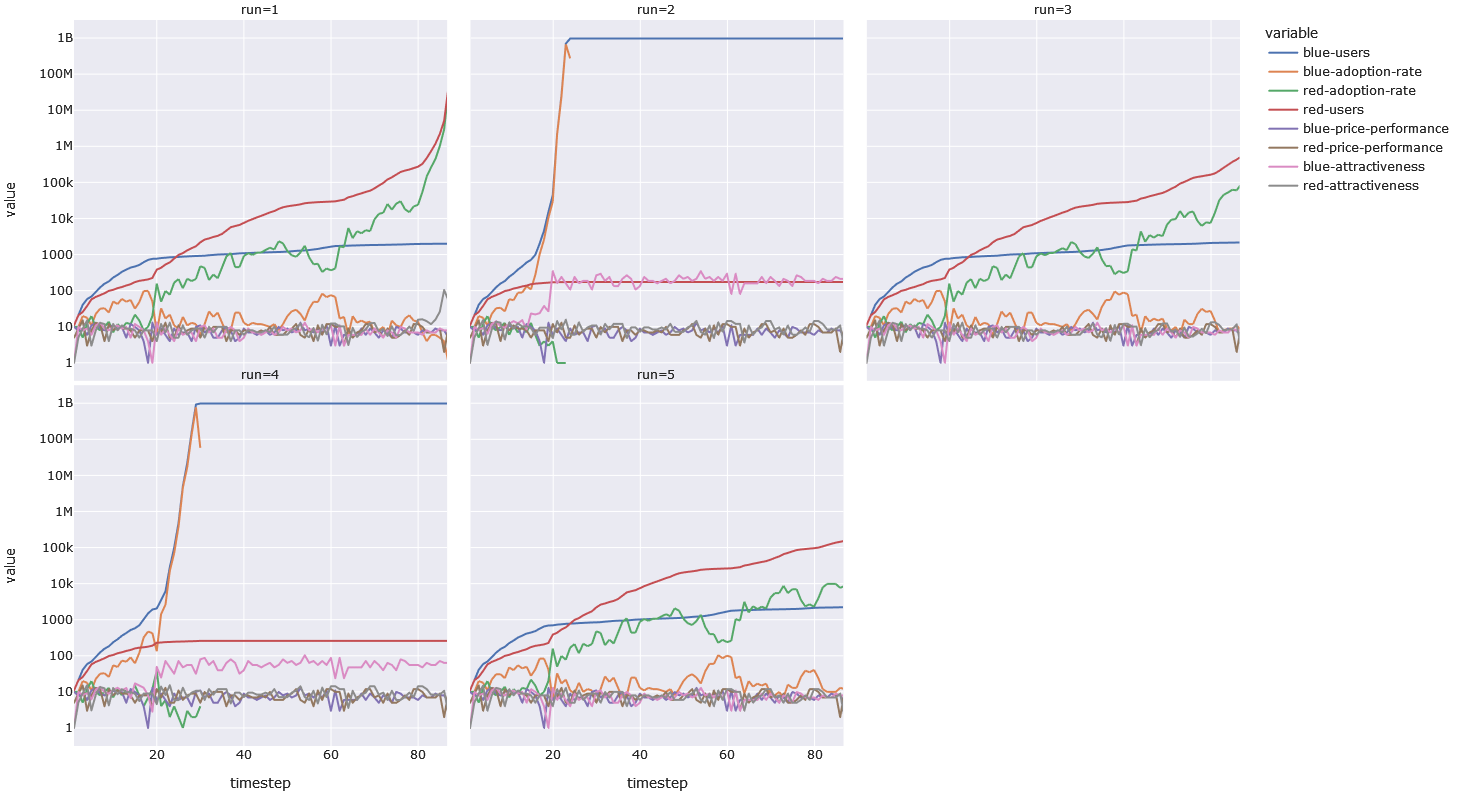 run=1
run=2
run=3
variable
blue-users
blue-adoption-rate
red-adoption-rate
red-users
blue-price-performance
red-price-performance
blue-attractiveness
red-attractiveness
1B
100M
10M
1M
100k
10k
1000
100
10
1
value
run=4
run=5
1B
100M
10M
1M
100k
10k
1000
100
10
1
value
20
40
60
80
20
40
60
80
timestep
timestep